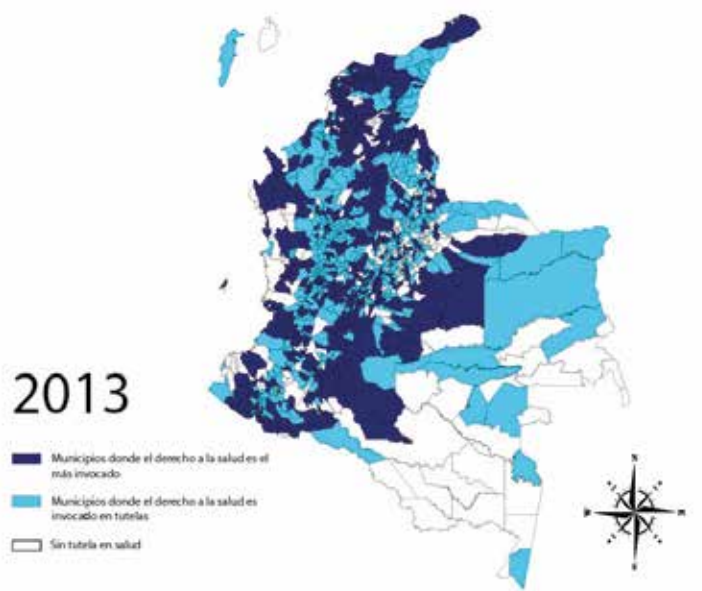 2013
Municipios donde el derecho a la salud es el
más invocado
Municipios donde el derecho a la salud es
invocado en tutelas
Sin tutela en salud
N
S